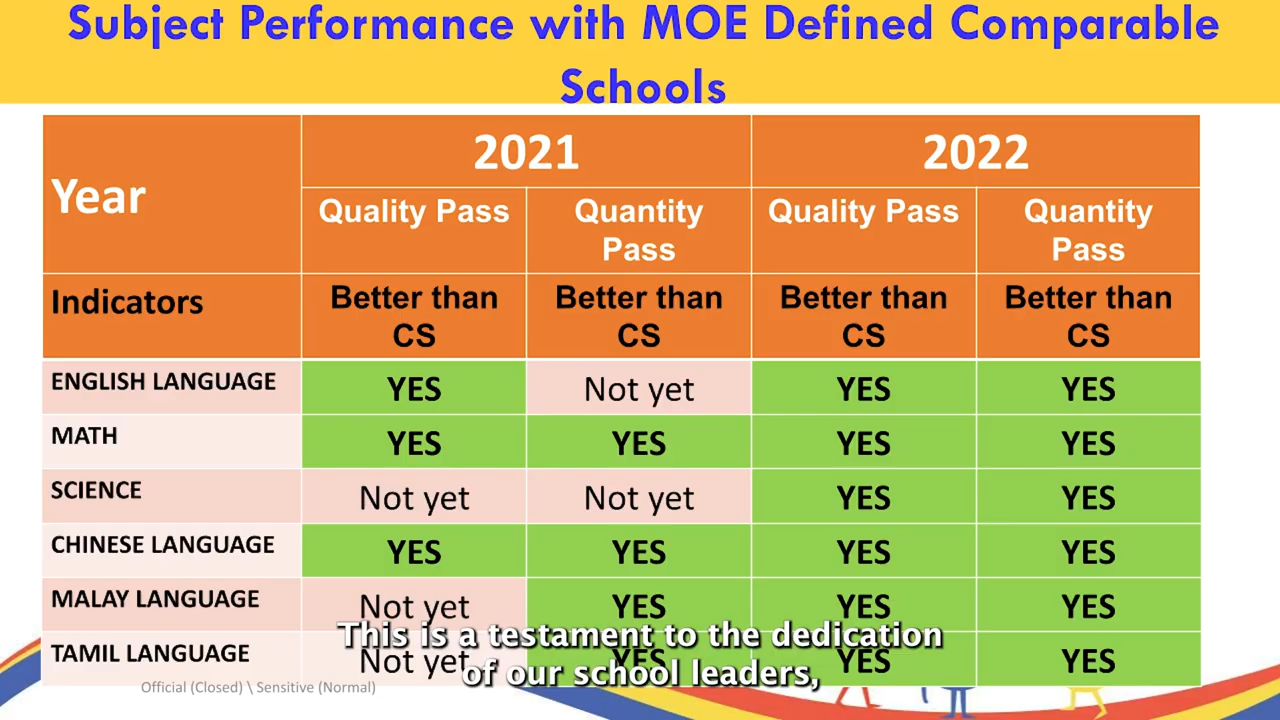 Subject Performance with MOE Defined Comparable
Schools
Year
2021
2022
Quality Pass
Quantity
Pass
Quality Pass
Quantity
Pass
Indicators
Better than
CS
Better than
CS
Better than
CS
Better than
CS
ENGLISH LANGUAGE YES Not yet YES YES
MATH YES YES YES YES
SCIENCE Not yet Not yet YES YES
CHINESE LANGUAGE YES YES YES YES
MALAY LANGUAGE Not yet YES YES YES
This is a testament to the dedication
TAMIL LANGUAGE Not yet YES YES YES
of our school leaders,
Official (Closed) \ Sensitive (Normal)